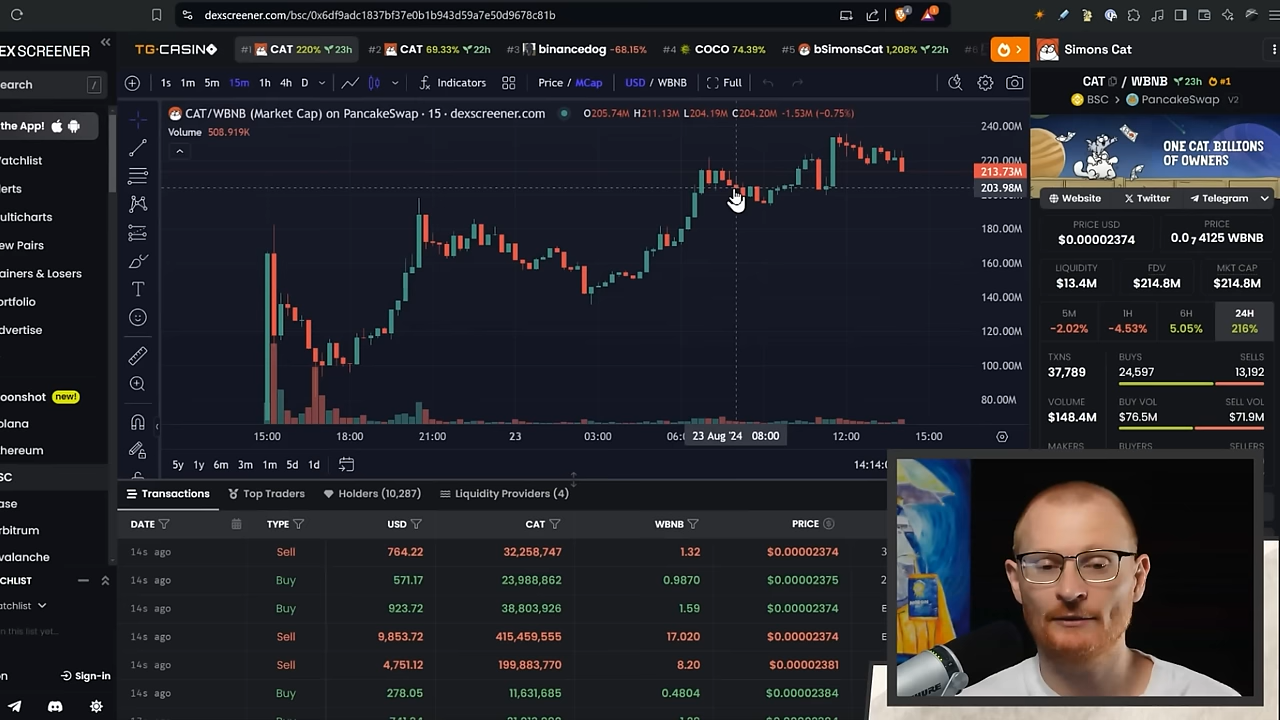 dexscreener.com/bsc/0x6df9adc1837bf37e0b1b943d59a7e50d9678c81b
EX SCREENER
TG.CASINO
#1 CAT 220% 23h
#2 CAT 69.33% 22h
#3 binancedog -68.15%
#4 COCO 74.39%
#5 bSimonsCat 1,208% 22h
#6
Simons Cat
earch /
1s 1m 5m 15m 1h 4h D
Indicators
Price / MCap
USD / WBNB
Full
CAT / WBNB 23h #1
BSC > PancakeSwap V2
the App!
CAT/WBNB (Market Cap) on PancakeSwap · 15 · dexscreener.com
O205.74M H211.13M L204.19M C204.20M -1.53M (-0.75%)
Volume 508.919K
240.00M
220.00M
213.73M
203.98M
180.00M
160.00M
140.00M
120.00M
100.00M
80.00M
ONE CAT, BILLIONS
OF OWNERS
atchlist
erts
ulticharts
ew Pairs
ainers & Losers
ortfolio
dvertise
Website
Twitter
Telegram
PRICE USD
$0.00002374
PRICE
0.0₇4125 WBNB
LIQUIDITY
$13.4M
FDV
$214.8M
MKT CAP
$214.8M
5M
-2.02%
1H
-4.53%
6H
5.05%
24H
216%
TXNS
37,789
BUYS
24,597
SELLS
13,192
VOLUME
$148.4M
BUY VOL
$76.5M
SELL VOL
$71.9M
MAKERS
BUYERS
SELLERS
oonshot new!
olana
hereum
SC
ase
rbitrum
valanche
15:00 18:00 21:00 23 03:00 06:0 23 Aug '24 08:00 12:00 15:00
5y 1y 6m 3m 1m 5d 1d
14:14:0
Transactions
Top Traders
Holders (10,287)
Liquidity Providers (4)
DATE TYPE USD CAT WBNB PRICE
14s ago Sell 764.22 32,258,747 1.32 $0.00002374 3
14s ago Buy 571.17 23,988,862 0.9870 $0.00002375 2
14s ago Buy 923.72 38,803,926 1.59 $0.00002374
14s ago Sell 9,853.72 415,459,555 17.020 $0.00002374
14s ago Sell 4,751.12 199,883,770 8.20 $0.00002381
14s ago Buy 278.05 11,631,685 0.4804 $0.00002384
CHLIST
atchlist
n this list yet...
Sign-in